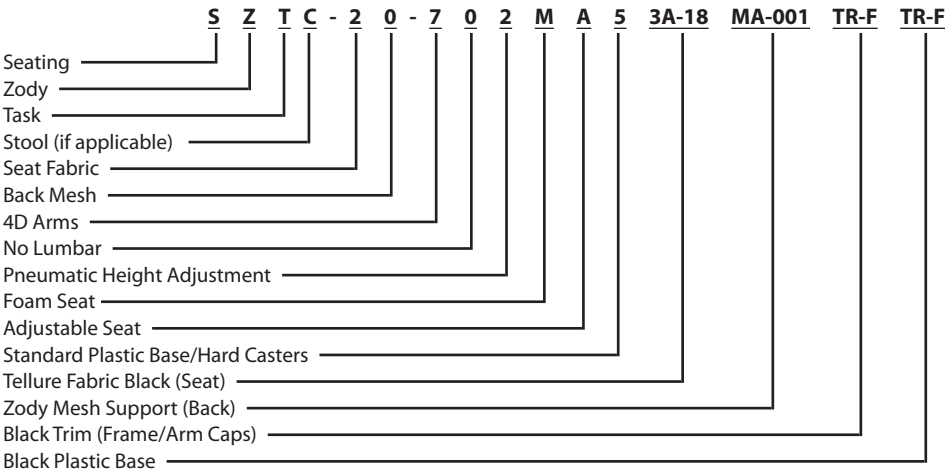 S Z T C - 2 0 - 7 0 2 M A 5 3A-18 MA-001 TR-F TR-F
Seating
Zody
Task
Stool (if applicable)
Seat Fabric
Back Mesh
4D Arms
No Lumbar
Pneumatic Height Adjustment
Foam Seat
Adjustable Seat
Standard Plastic Base/Hard Casters
Tellure Fabric Black (Seat)
Zody Mesh Support (Back)
Black Trim (Frame/Arm Caps)
Black Plastic Base